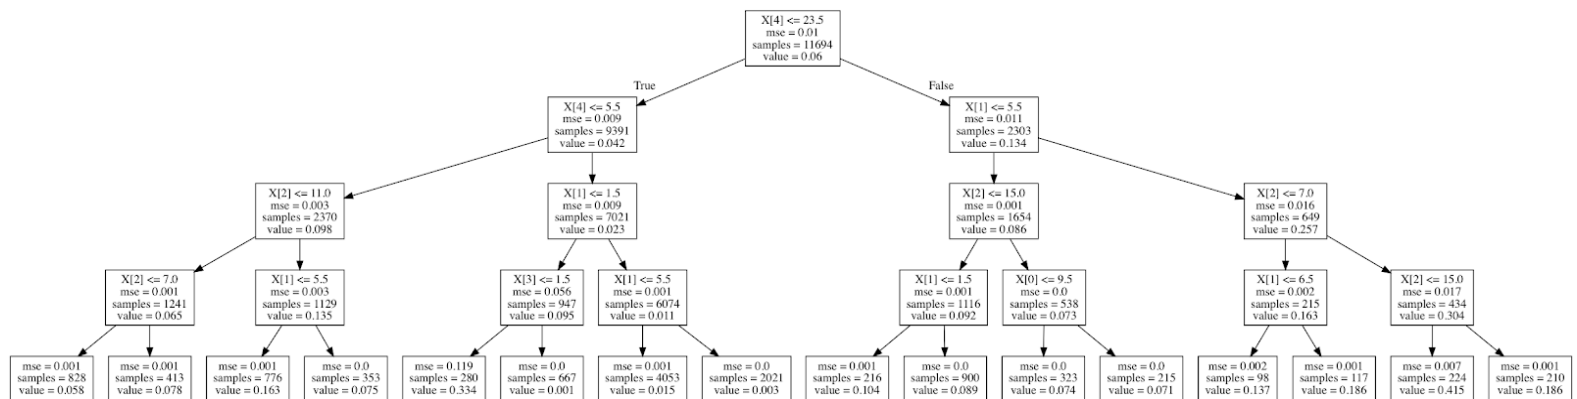 X[4] <= 23.5
mse = 0.01
samples = 11694
value = 0.06
True
False
X[4] <= 5.5
mse = 0.009
samples = 9391
value = 0.042
X[1] <= 5.5
mse = 0.011
samples = 2303
value = 0.134
X[2] <= 11.0
mse = 0.003
samples = 2370
value = 0.098
X[1] <= 1.5
mse = 0.009
samples = 7021
value = 0.023
X[2] <= 15.0
mse = 0.001
samples = 1654
value = 0.086
X[2] <= 7.0
mse = 0.016
samples = 649
value = 0.257
X[2] <= 7.0
mse = 0.001
samples = 1241
value = 0.065
X[1] <= 5.5
mse = 0.003
samples = 1129
value = 0.135
X[3] <= 1.5
mse = 0.056
samples = 947
value = 0.095
X[1] <= 5.5
mse = 0.001
samples = 6074
value = 0.011
X[1] <= 1.5
mse = 0.001
samples = 1116
value = 0.092
X[0] <= 9.5
mse = 0.0
samples = 538
value = 0.073
X[1] <= 6.5
mse = 0.002
samples = 215
value = 0.163
X[2] <= 15.0
mse = 0.017
samples = 434
value = 0.304
mse = 0.001
samples = 828
value = 0.058
mse = 0.001
samples = 413
value = 0.078
mse = 0.001
samples = 776
value = 0.163
mse = 0.0
samples = 353
value = 0.075
mse = 0.119
samples = 280
value = 0.334
mse = 0.0
samples = 667
value = 0.001
mse = 0.001
samples = 4053
value = 0.015
mse = 0.0
samples = 2021
value = 0.003
mse = 0.001
samples = 216
value = 0.104
mse = 0.0
samples = 900
value = 0.089
mse = 0.0
samples = 323
value = 0.074
mse = 0.0
samples = 215
value = 0.071
mse = 0.002
samples = 98
value = 0.137
mse = 0.001
samples = 117
value = 0.186
mse = 0.007
samples = 224
value = 0.415
mse = 0.001
samples = 210
value = 0.186